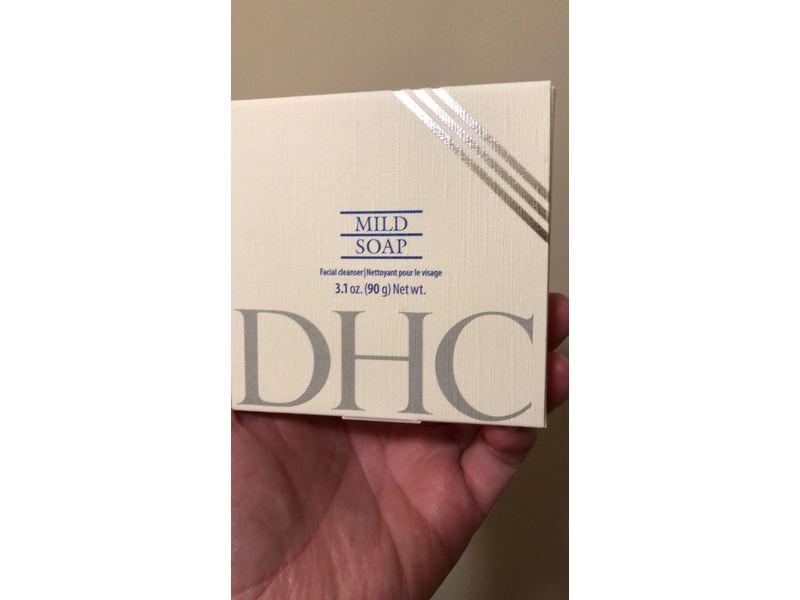 MILD
SOAP
Facial cleanser|Nettoyant pour le visage
3.1 oz. (90 g) Net wt.
DHC